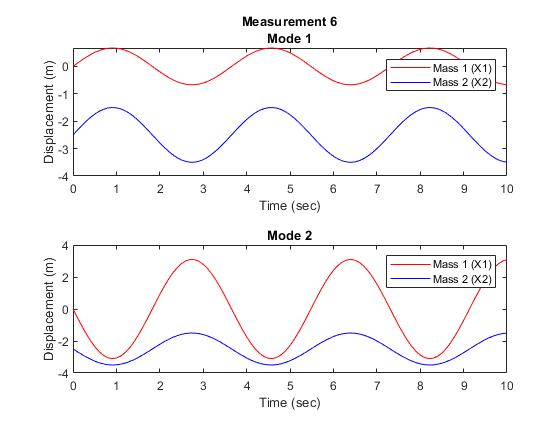 Measurement 6
Mode 1
Displacement (m)
0
-1
-2
-3
-4
Mass 1 (X1)
Mass 2 (X2)
0 1 2 3 4 5 6 7 8 9 10
Time (sec)
Mode 2
Displacement (m)
4
2
0
-2
-4
Mass 1 (X1)
Mass 2 (X2)
0 1 2 3 4 5 6 7 8 9 10
Time (sec)